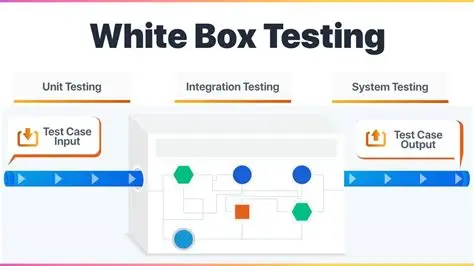 White Box Testing
Unit Testing
Integration Testing
System Testing
Test Case
Input
Test Case
Output